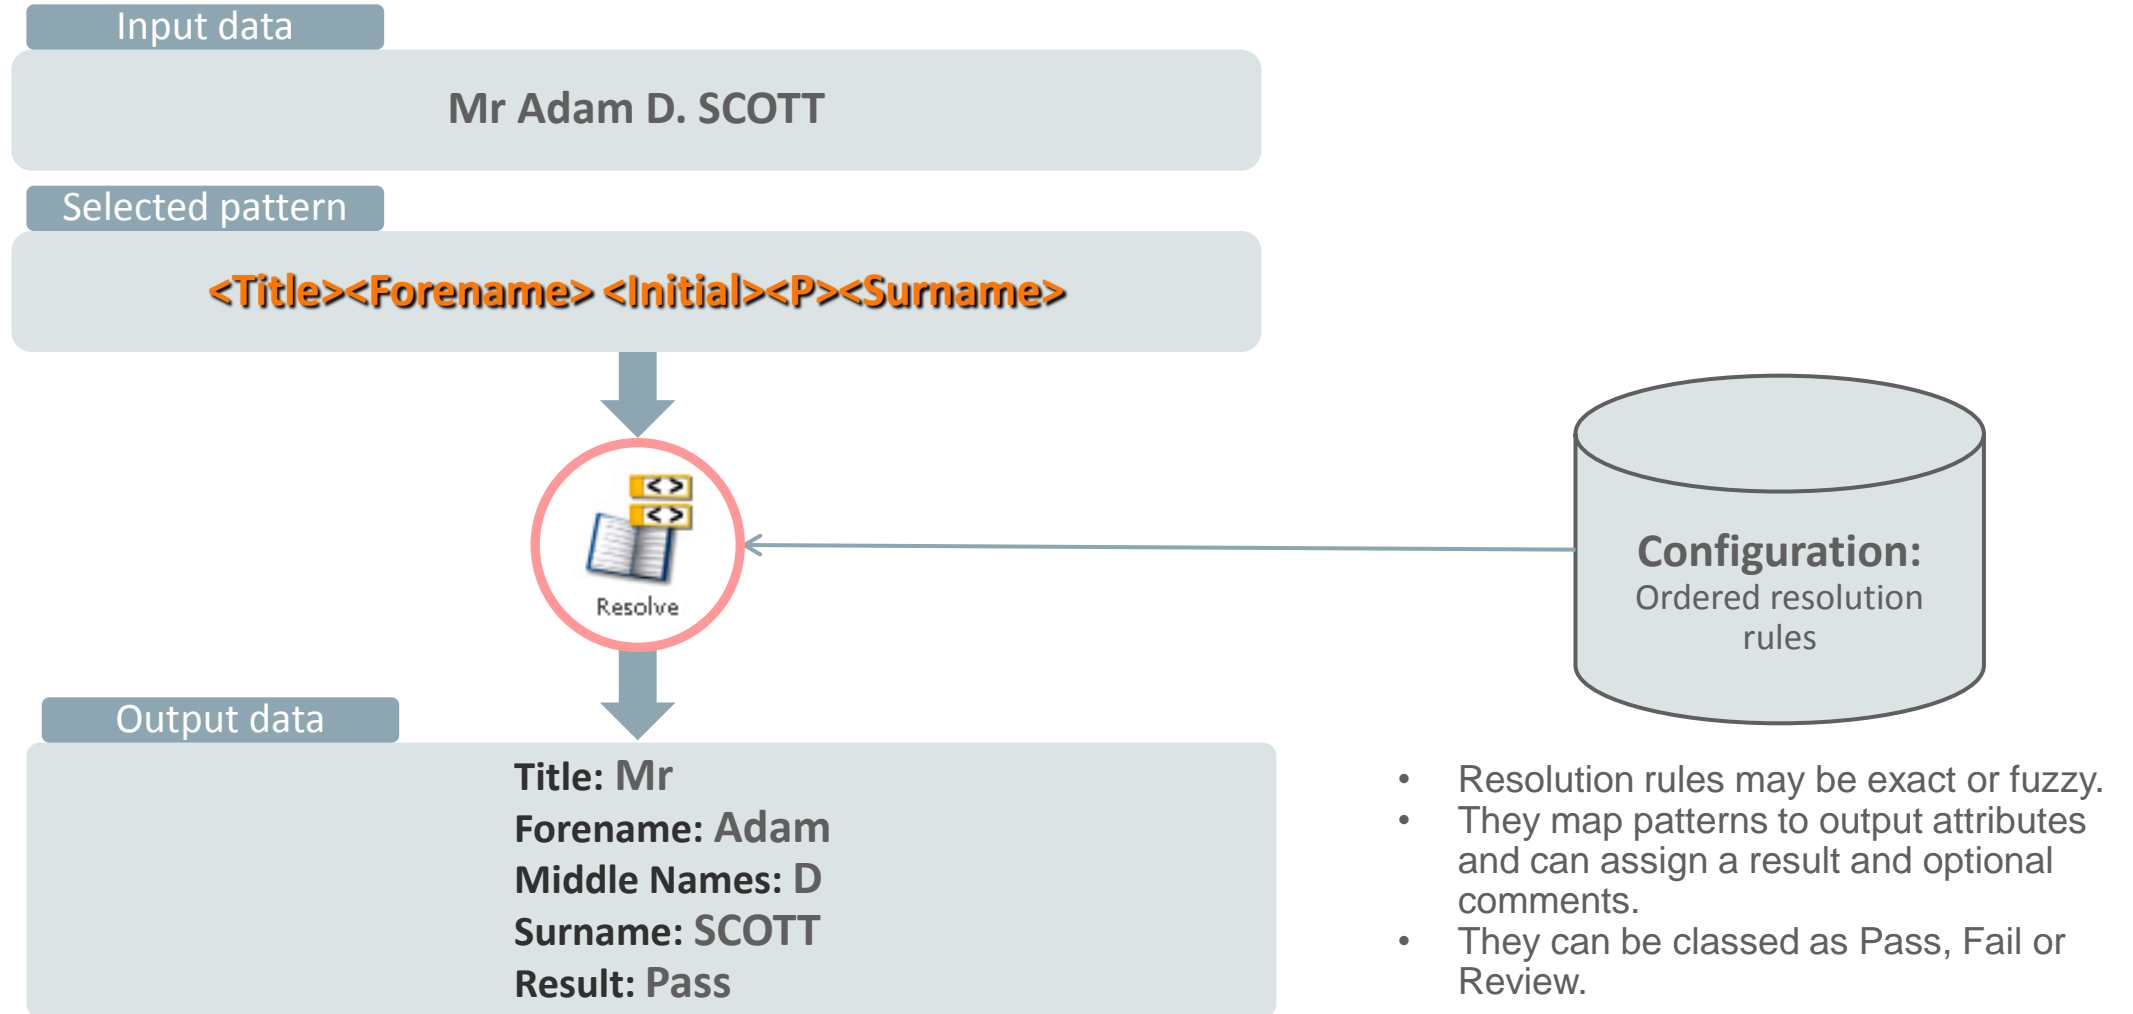 Input data
Mr Adam D. SCOTT
Selected pattern
<Title><Forename> <Initial><P><Surname>
< >
< >
Resolve
Configuration:
Ordered resolution
rules
Output data
Title: Mr
Forename: Adam
Middle Names: D
Surname: SCOTT
Result: Pass
• Resolution rules may be exact or fuzzy.
• They map patterns to output attributes
and can assign a result and optional
comments.
• They can be classed as Pass, Fail or
Review.